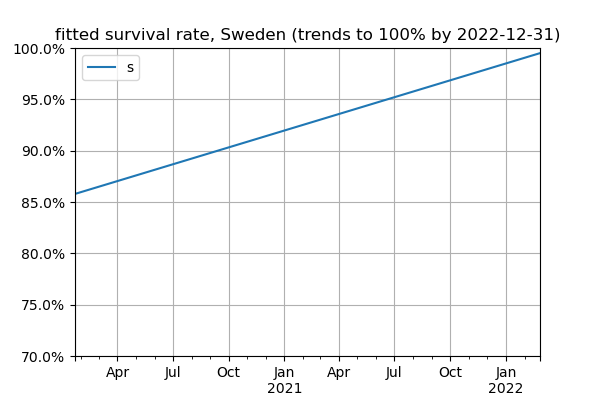 fitted survival rate, Sweden (trends to 100% by 2022-12-31)
100.0%
95.0%
90.0%
85.0%
80.0%
75.0%
70.0%
s
Apr Jul Oct Jan Apr Jul Oct Jan
2021 2022